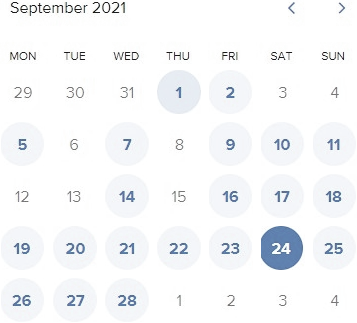 September 2021
MON TUE WED THU FRI SAT SUN
29 30 31 1 2 3 4
5 6 7 8 9 10 11
12 13 14 15 16 17 18
19 20 21 22 23 24 25
26 27 28 1 2 3 4